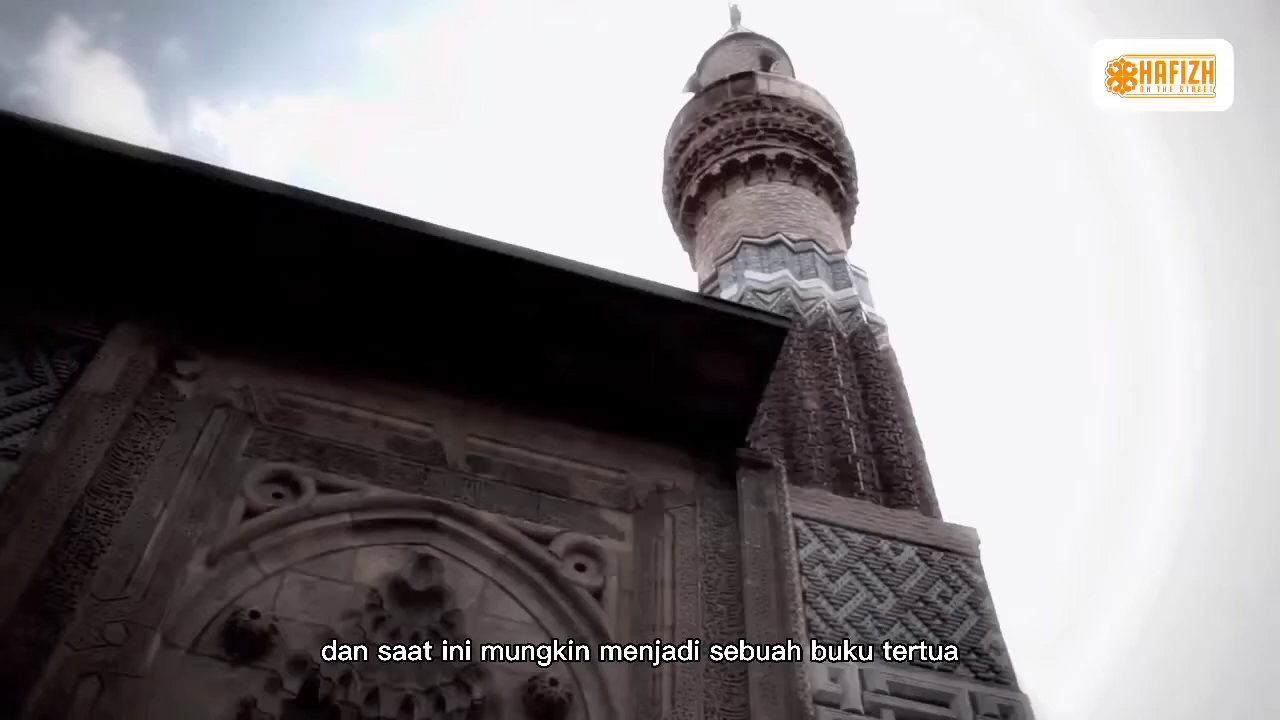 HAFIZH
ON THE STREET
dan saat ini mungkin menjadi sebuah buku tertua